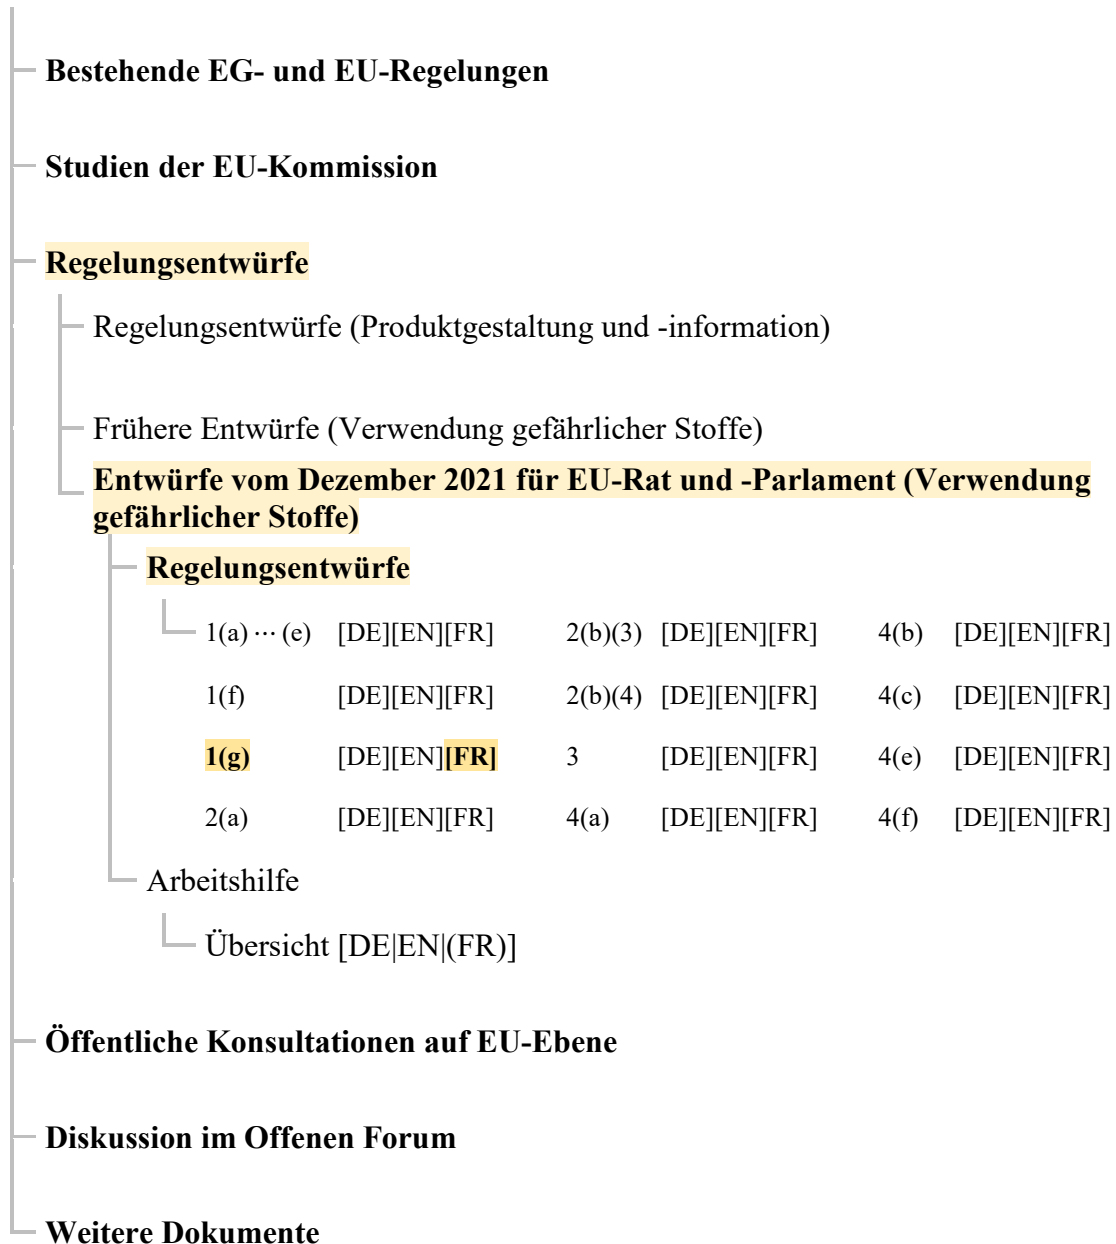 Bestehende EG- und EU-Regelungen
Studien der EU-Kommission
Regelungsentwürfe
Regelungsentwürfe (Produktgestaltung und -information)
Frühere Entwürfe (Verwendung gefährlicher Stoffe)
Entwürfe vom Dezember 2021 für EU-Rat und -Parlament (Verwendung
gefährlicher Stoffe)
Regelungsentwürfe
1(a) ··· (e) [DE][EN][FR] 2(b)(3) [DE][EN][FR] 4(b) [DE][EN][FR]
1(f) [DE][EN][FR] 2(b)(4) [DE][EN][FR] 4(c) [DE][EN][FR]
1(g) [DE][EN][FR] 3 [DE][EN][FR] 4(e) [DE][EN][FR]
2(a) [DE][EN][FR] 4(a) [DE][EN][FR] 4(f) [DE][EN][FR]
Arbeitshilfe
Übersicht [DE|EN|(FR)]
Öffentliche Konsultationen auf EU-Ebene
Diskussion im Offenen Forum
Weitere Dokumente